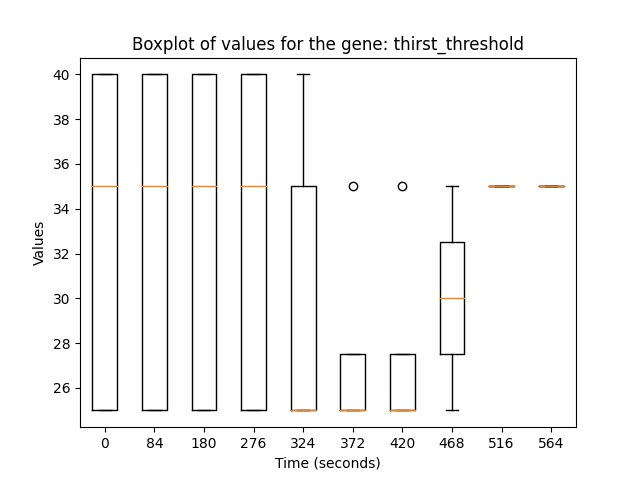 Boxplot of values for the gene: thirst_threshold
40
38
36
34
32
30
28
26
Values
0 84 180 276 324 372 420 468 516 564
Time (seconds)